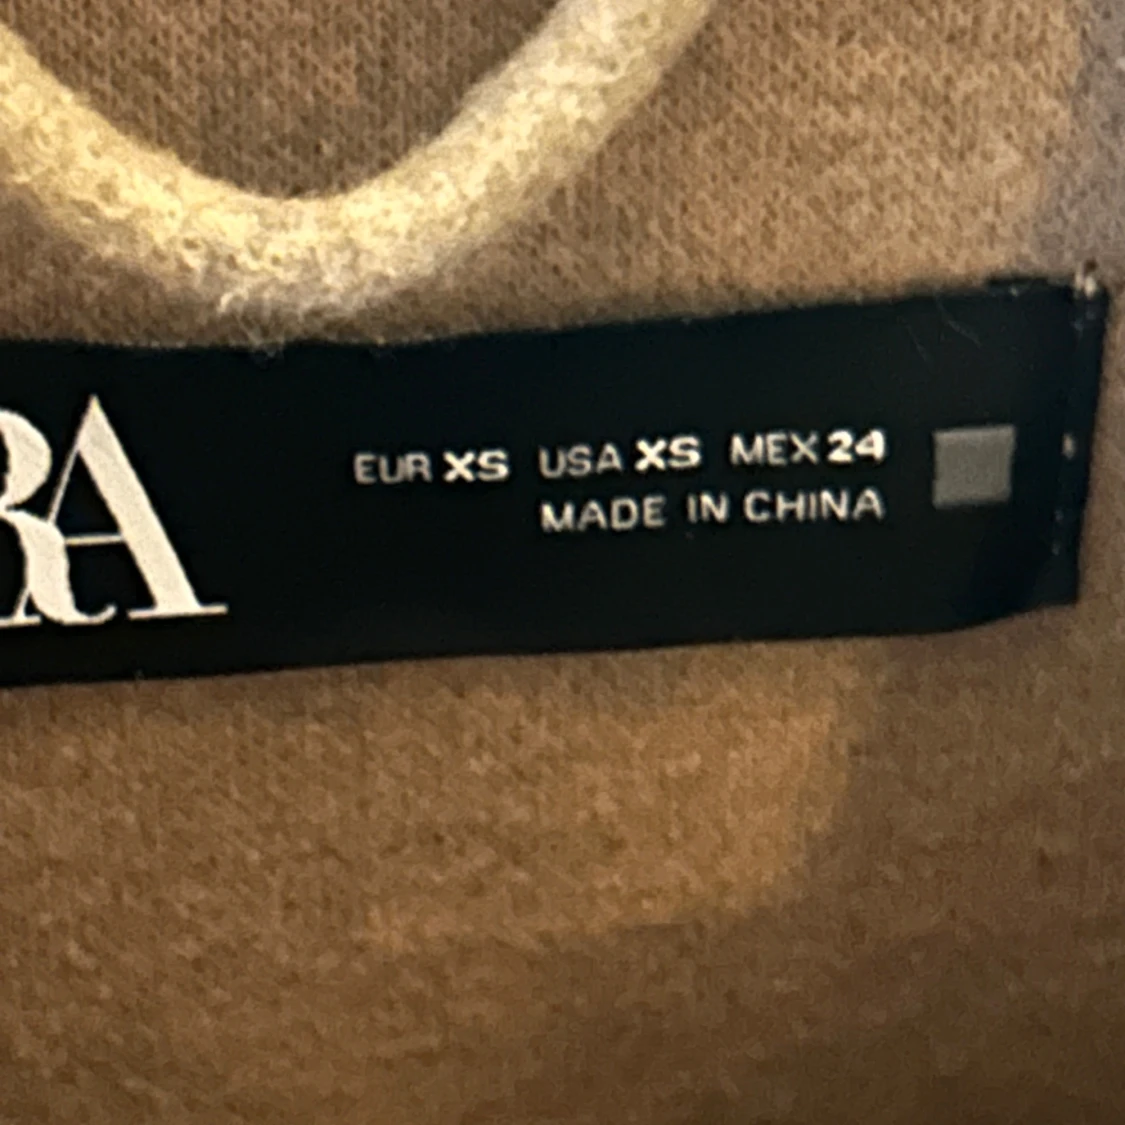 RA
EUR XS USA XS MEX 24
MADE IN CHINA